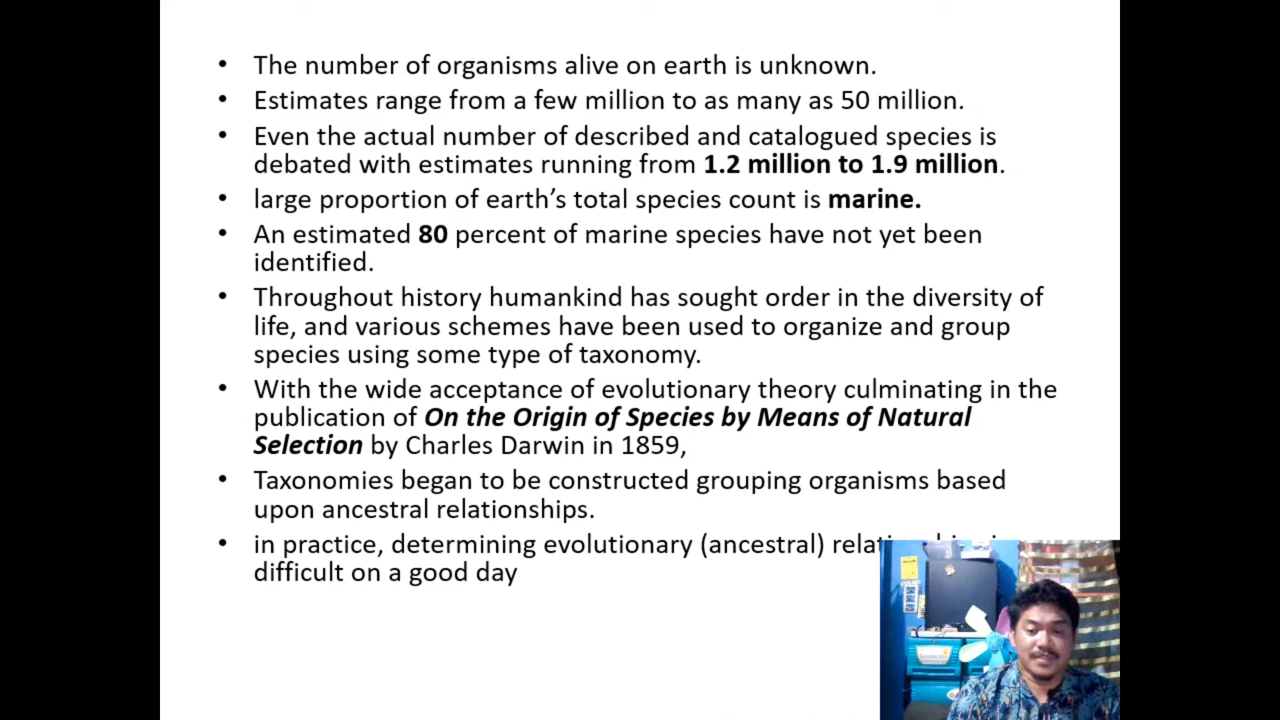 • The number of organisms alive on earth is unknown.
• Estimates range from a few million to as many as 50 million.
• Even the actual number of described and catalogued species is
debated with estimates running from 1.2 million to 1.9 million.
• large proportion of earth’s total species count is marine.
• An estimated 80 percent of marine species have not yet been
identified.
• Throughout history humankind has sought order in the diversity of
life, and various schemes have been used to organize and group
species using some type of taxonomy.
• With the wide acceptance of evolutionary theory culminating in the
publication of On the Origin of Species by Means of Natural
Selection by Charles Darwin in 1859,
• Taxonomies began to be constructed grouping organisms based
upon ancestral relationships.
• in practice, determining evolutionary (ancestral)
difficult on a good day